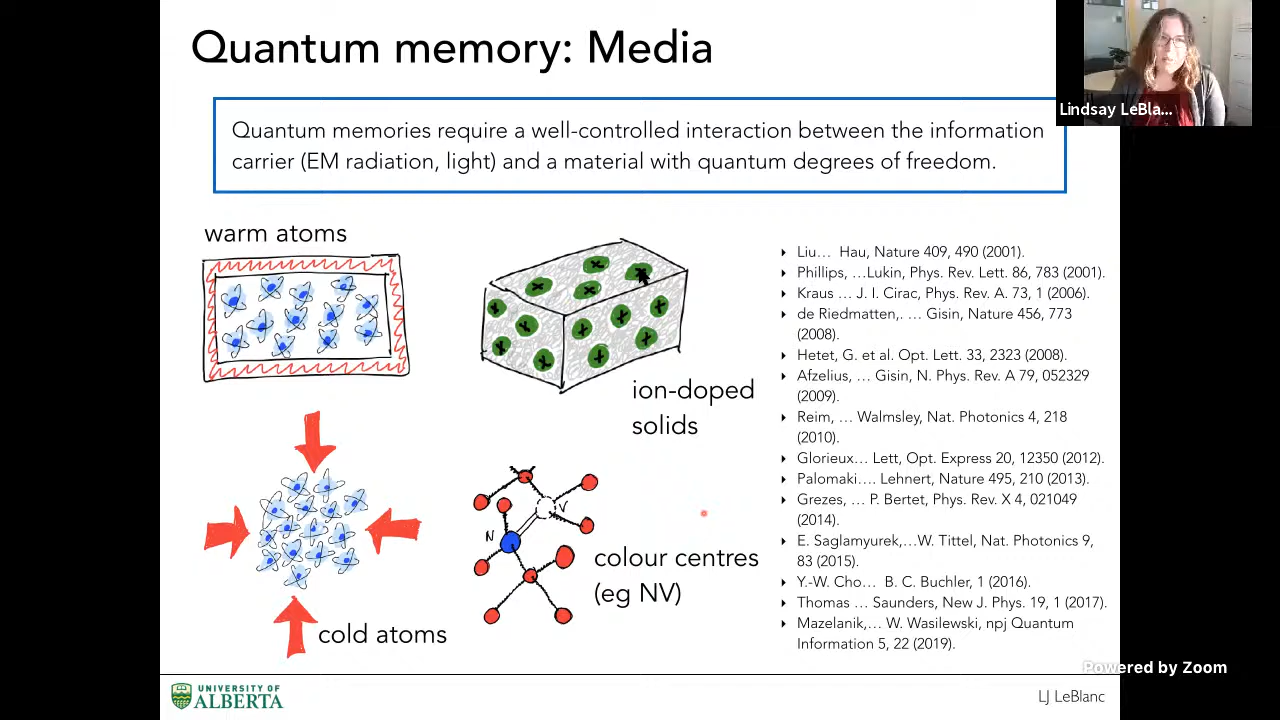 Quantum memory: Media
Lindsay LeBla...
Quantum memories require a well-controlled interaction between the information
carrier (EM radiation, light) and a material with quantum degrees of freedom.
warm atoms
ion-doped
solids
cold atoms
N
V
colour centres
(eg NV)
Liu… Hau, Nature 409, 490 (2001).
Phillips, …Lukin, Phys. Rev. Lett. 86, 783 (2001).
Kraus … J. I. Cirac, Phys. Rev. A. 73, 1 (2006).
de Riedmatten,. … Gisin, Nature 456, 773
(2008).
Hetet, G. et al. Opt. Lett. 33, 2323 (2008).
Afzelius, … Gisin, N. Phys. Rev. A 79, 052329
(2009).
Reim, … Walmsley, Nat. Photonics 4, 218
(2010).
Glorieux… Lett, Opt. Express 20, 12350 (2012).
Palomaki…. Lehnert, Nature 495, 210 (2013).
Grezes, … P. Bertet, Phys. Rev. X 4, 021049
(2014).
E. Saglamyurek,…W. Tittel, Nat. Photonics 9,
83 (2015).
Y.-W. Cho… B. C. Buchler, 1 (2016).
Thomas … Saunders, New J. Phys. 19, 1 (2017).
Mazelanik,… W. Wasilewski, npj Quantum
Information 5, 22 (2019).
Powered by Zoom
UNIVERSITY OF
ALBERTA
LJ LeBlanc